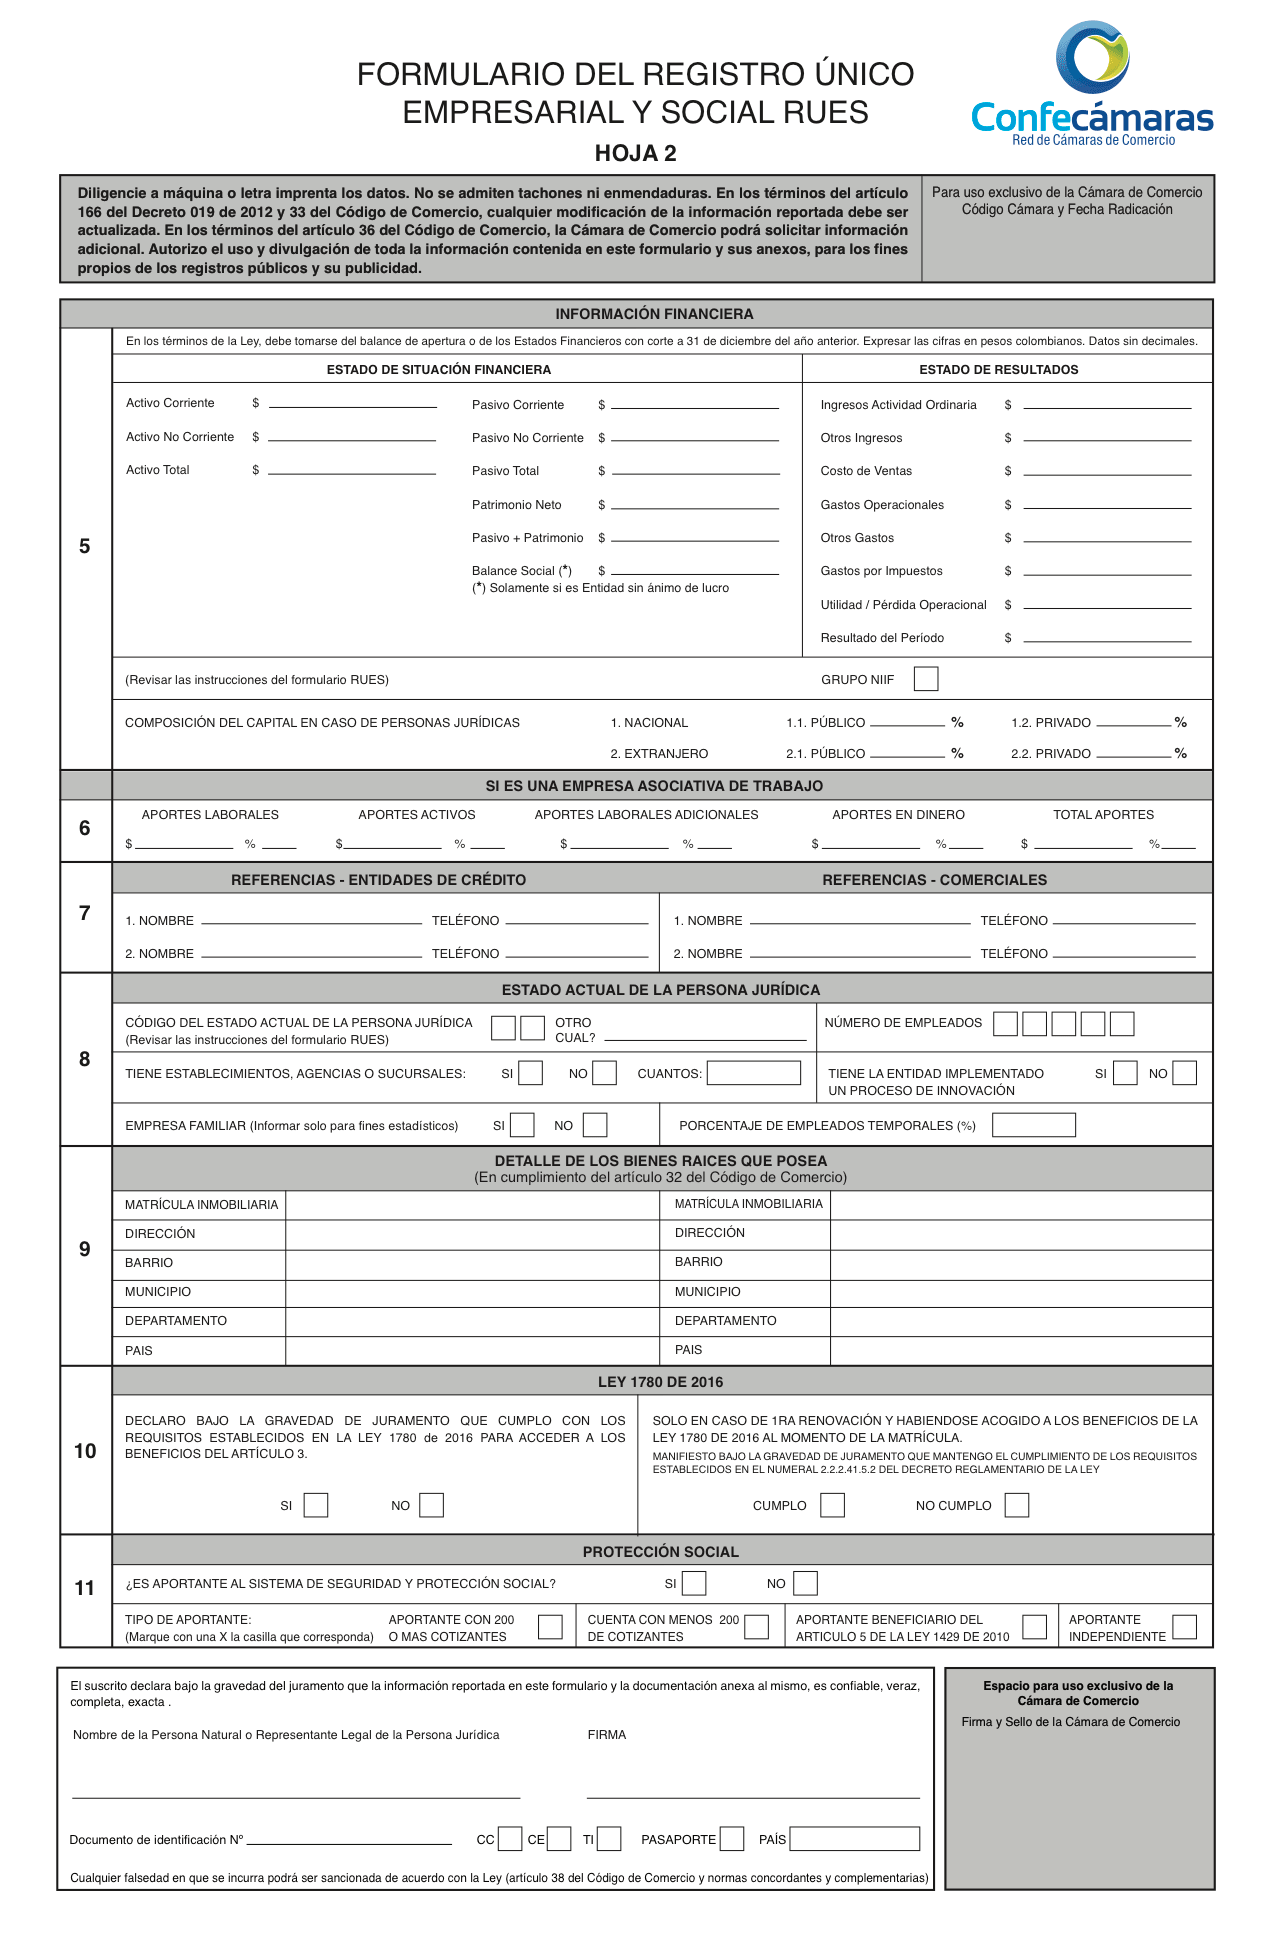 FORMULARIO DEL REGISTRO ÚNICO
EMPRESARIAL Y SOCIAL RUES
HOJA 2
Confecámaras
Red de Cámaras de Comercio
Diligencie a máquina o letra imprenta los datos. No se admiten tachones ni enmendaduras. En los términos del artículo
166 del Decreto 019 de 2012 y 33 del Código de Comercio, cualquier modificación de la información reportada debe ser
actualizada. En los términos del artículo 36 del Código de Comercio, la Cámara de Comercio podrá solicitar información
adicional. Autorizo el uso y divulgación de toda la información contenida en este formulario y sus anexos, para los fines
propios de los registros públicos y su publicidad.
Para uso exclusivo de la Cámara de Comercio
Código Cámara y Fecha Radicación
INFORMACIÓN FINANCIERA
5
En los términos de la Ley, debe tomarse del balance de apertura o de los Estados Financieros con corte a 31 de diciembre del año anterior. Expresar las cifras en pesos colombianos. Datos sin decimales.
ESTADO DE SITUACIÓN FINANCIERA
Activo Corriente $
Activo No Corriente $
Activo Total $
Pasivo Corriente $
Pasivo No Corriente $
Pasivo Total $
Patrimonio Neto $
Pasivo + Patrimonio $
Balance Social (*) $
(*) Solamente si es Entidad sin ánimo de lucro
ESTADO DE RESULTADOS
Ingresos Actividad Ordinaria $
Otros Ingresos $
Costo de Ventas $
Gastos Operacionales $
Otros Gastos $
Gastos por Impuestos $
Utilidad / Pérdida Operacional $
Resultado del Período $
(Revisar las instrucciones del formulario RUES) GRUPO NIIF
COMPOSICIÓN DEL CAPITAL EN CASO DE PERSONAS JURÍDICAS 1. NACIONAL 1.1. PÚBLICO % 1.2. PRIVADO %
2. EXTRANJERO 2.1. PÚBLICO % 2.2. PRIVADO %
SI ES UNA EMPRESA ASOCIATIVA DE TRABAJO
6
APORTES LABORALES APORTES ACTIVOS APORTES LABORALES ADICIONALES APORTES EN DINERO TOTAL APORTES
$ % $ % $ % $ % $ %
7
REFERENCIAS - ENTIDADES DE CRÉDITO REFERENCIAS - COMERCIALES
1. NOMBRE TELÉFONO 1. NOMBRE TELÉFONO
2. NOMBRE TELÉFONO 2. NOMBRE TELÉFONO
ESTADO ACTUAL DE LA PERSONA JURÍDICA
8
CÓDIGO DEL ESTADO ACTUAL DE LA PERSONA JURÍDICA
(Revisar las instrucciones del formulario RUES)
OTRO
CUAL?
NÚMERO DE EMPLEADOS
TIENE ESTABLECIMIENTOS, AGENCIAS O SUCURSALES: SI NO CUANTOS:
TIENE LA ENTIDAD IMPLEMENTADO
UN PROCESO DE INNOVACIÓN
SI NO
EMPRESA FAMILIAR (Informar solo para fines estadísticos) SI NO
PORCENTAJE DE EMPLEADOS TEMPORALES (%)
DETALLE DE LOS BIENES RAICES QUE POSEA
(En cumplimiento del artículo 32 del Código de Comercio)
9
MATRÍCULA INMOBILIARIA MATRÍCULA INMOBILIARIA
DIRECCIÓN DIRECCIÓN
BARRIO BARRIO
MUNICIPIO MUNICIPIO
DEPARTAMENTO DEPARTAMENTO
PAIS PAIS
LEY 1780 DE 2016
10
DECLARO BAJO LA GRAVEDAD DE JURAMENTO QUE CUMPLO CON LOS
REQUISITOS ESTABLECIDOS EN LA LEY 1780 de 2016 PARA ACCEDER A LOS
BENEFICIOS DEL ARTÍCULO 3.
SI NO
SOLO EN CASO DE 1RA RENOVACIÓN Y HABIENDOSE ACOGIDO A LOS BENEFICIOS DE LA
LEY 1780 DE 2016 AL MOMENTO DE LA MATRÍCULA.
MANIFIESTO BAJO LA GRAVEDAD DE JURAMENTO QUE MANTENGO EL CUMPLIMIENTO DE LOS REQUISITOS
ESTABLECIDOS EN EL NUMERAL 2.2.2.41.5.2 DEL DECRETO REGLAMENTARIO DE LA LEY
CUMPLO NO CUMPLO
PROTECCIÓN SOCIAL
11
¿ES APORTANTE AL SISTEMA DE SEGURIDAD Y PROTECCIÓN SOCIAL? SI NO
TIPO DE APORTANTE:
(Marque con una X la casilla que corresponda)
APORTANTE CON 200
O MAS COTIZANTES
CUENTA CON MENOS 200
DE COTIZANTES
APORTANTE BENEFICIARIO DEL
ARTICULO 5 DE LA LEY 1429 DE 2010
APORTANTE
INDEPENDIENTE
El suscrito declara bajo la gravedad del juramento que la información reportada en este formulario y la documentación anexa al mismo, es confiable, veraz,
completa, exacta .
Nombre de la Persona Natural o Representante Legal de la Persona Jurídica FIRMA
Documento de identificación Nº CC CE TI PASAPORTE PAÍS
Cualquier falsedad en que se incurra podrá ser sancionada de acuerdo con la Ley (artículo 38 del Código de Comercio y normas concordantes y complementarias)
Espacio para uso exclusivo de la
Cámara de Comercio
Firma y Sello de la Cámara de Comercio